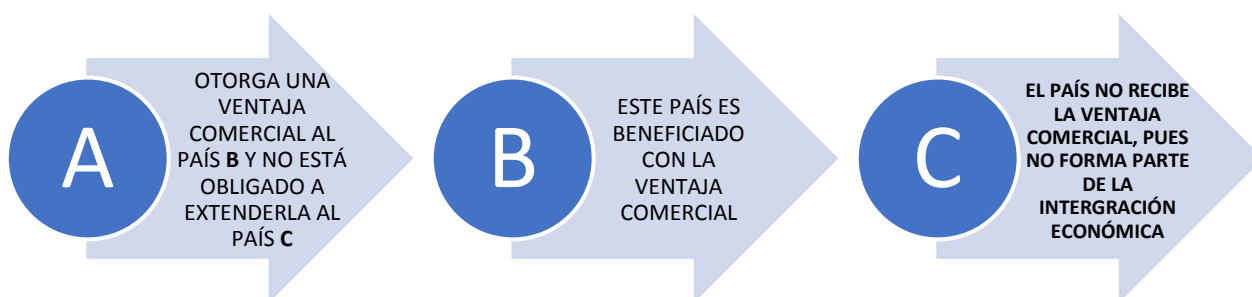 A
OTORGA UNA
VENTAJA
COMERCIAL AL
PAÍS B Y NO ESTÁ
OBLIGADO A
EXTENDERLA AL
PAÍS C
B
ESTE PAÍS ES
BENEFICIADO
CON LA
VENTAJA
COMERCIAL
C
EL PAÍS NO RECIBE
LA VENTAJA
COMERCIAL, PUES
NO FORMA PARTE
DE LA
INTERGRACIÓN
ECONÓMICA